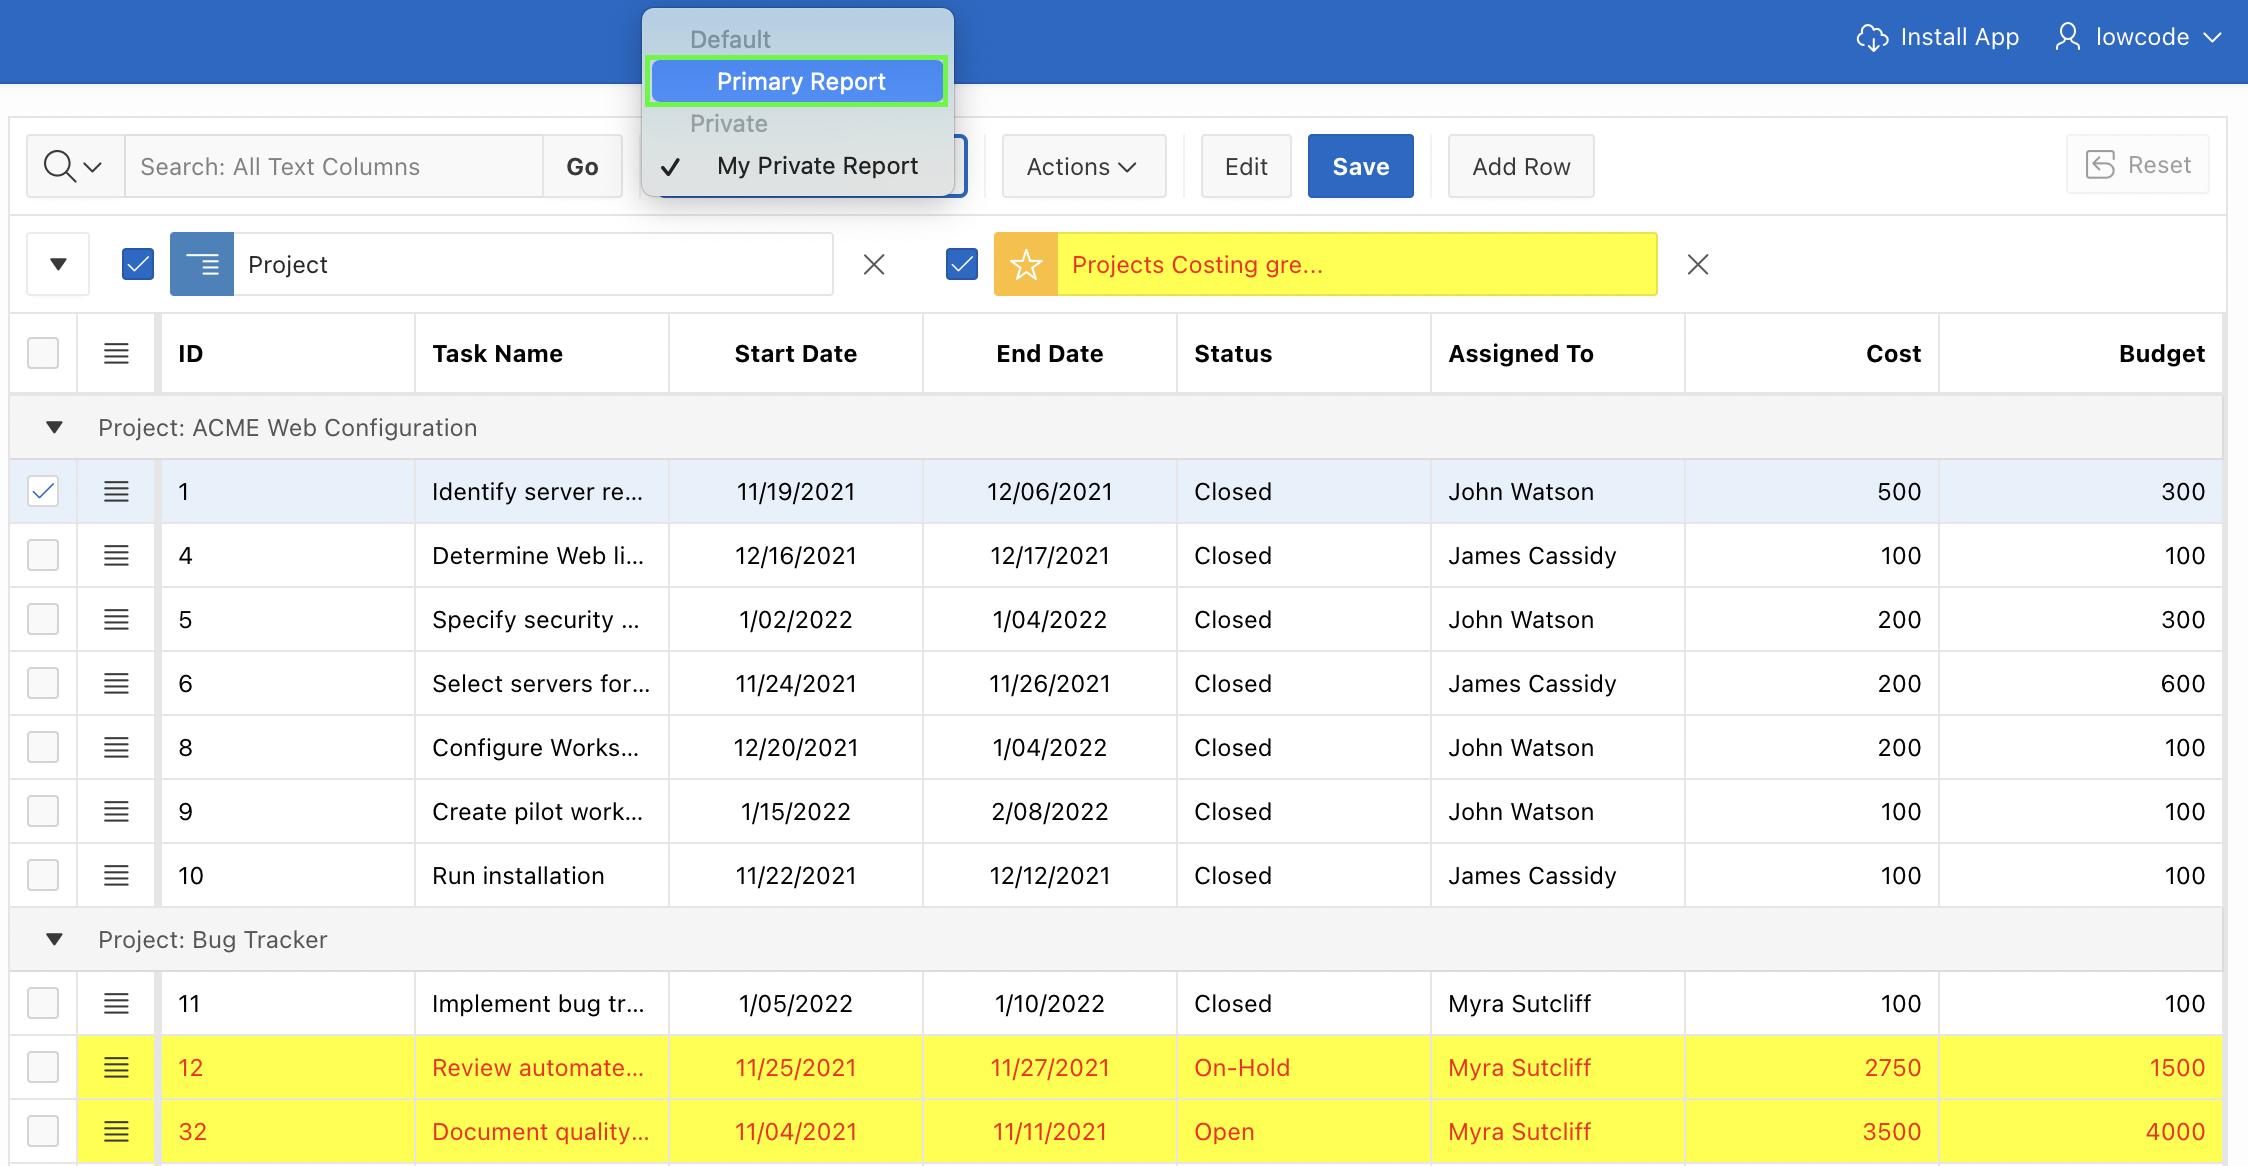 Default
Primary Report
Private
My Private Report
Install App lowcode
Search: All Text Columns Go Actions Edit Save Add Row Reset
Project Projects Costing gre...
ID Task Name Start Date End Date Status Assigned To Cost Budget
Project: ACME Web Configuration
1 Identify server re... 11/19/2021 12/06/2021 Closed John Watson 500 300
4 Determine Web li... 12/16/2021 12/17/2021 Closed James Cassidy 100 100
5 Specify security ... 1/02/2022 1/04/2022 Closed John Watson 200 300
6 Select servers for... 11/24/2021 11/26/2021 Closed James Cassidy 200 600
8 Configure Works... 12/20/2021 1/04/2022 Closed John Watson 200 100
9 Create pilot work... 1/15/2022 2/08/2022 Closed John Watson 100 100
10 Run installation 11/22/2021 12/12/2021 Closed James Cassidy 100 100
Project: Bug Tracker
11 Implement bug tr... 1/05/2022 1/10/2022 Closed Myra Sutcliff 100 100
12 Review automate... 11/25/2021 11/27/2021 On-Hold Myra Sutcliff 2750 1500
32 Document quality... 11/04/2021 11/11/2021 Open Myra Sutcliff 3500 4000